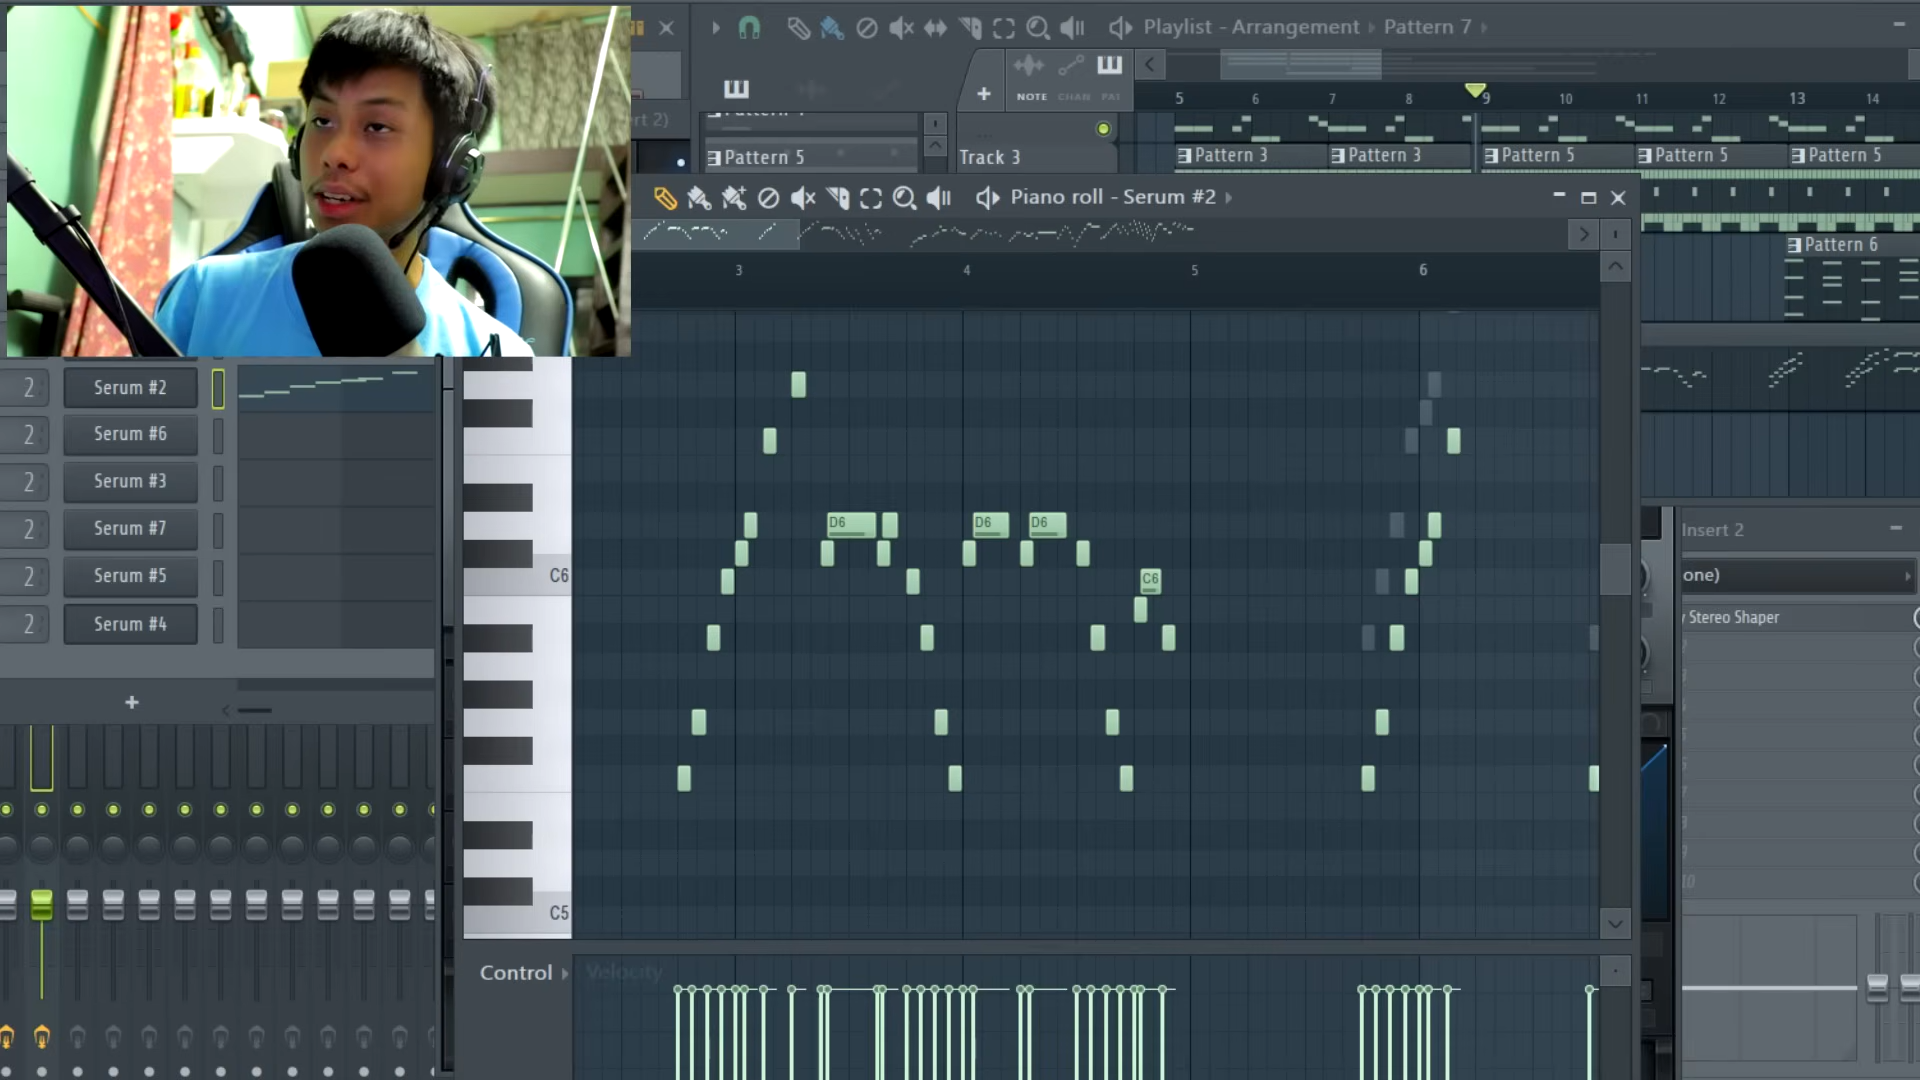 Playlist - Arrangement
Pattern 7
NOTE
CHAN
PAT
5
6
7
8
9
10
11
12
13
14
Pattern 5
Track 3
Pattern 3
Pattern 3
Pattern 5
Pattern 5
Pattern 5
Piano roll - Serum #2
Pattern 6
3
4
5
6
2
Serum #2
2
Serum #6
2
Serum #3
2
Serum #7
2
Serum #5
2
Serum #4
D6
D6
D6
C6
C6
C5
Insert 2
one)
Stereo Shaper
10
Control
Velocity